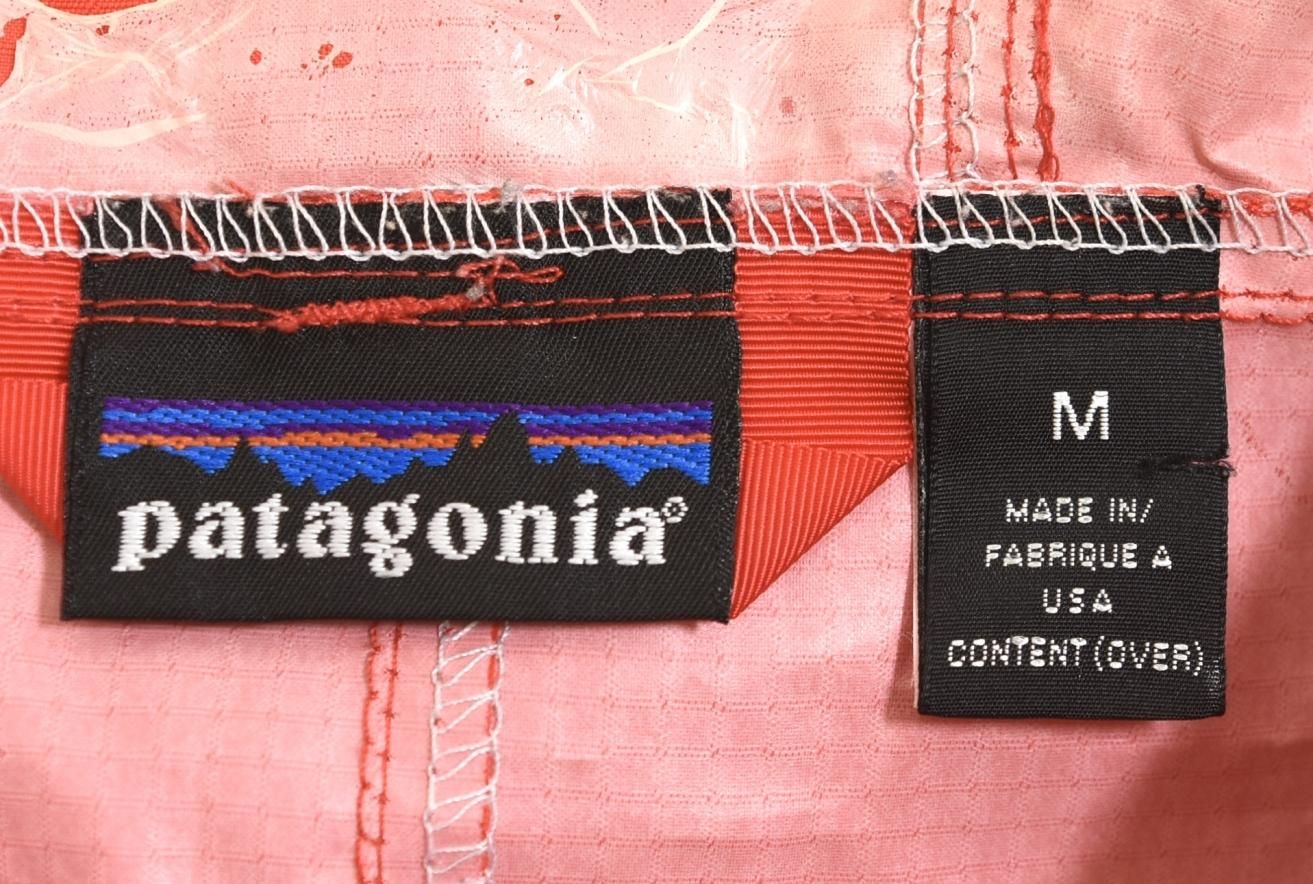 patagonia®
M
MADE IN/
FABRIQUE A
USA
CONTENT (OVER)